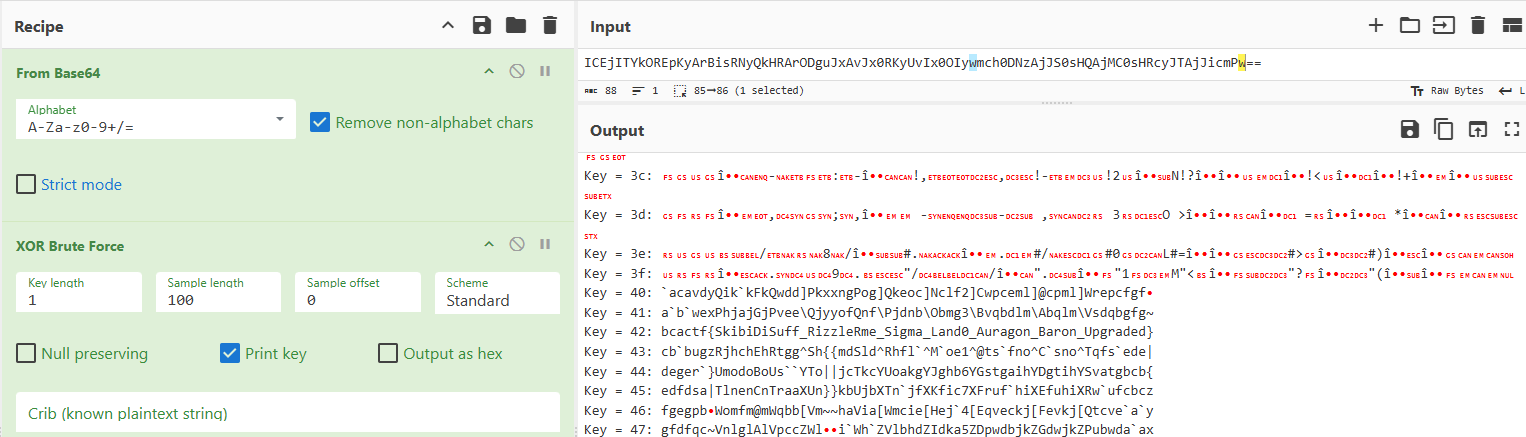 Recipe
From Base64
Alphabet
A-Za-z0-9+/=
Remove non-alphabet chars
Strict mode
XOR Brute Force
Key length
1
Sample length
100
Sample offset
0
Scheme
Standard
Null preserving
Print key
Output as hex
Crib (known plaintext string)
Input
ICEjITYkOREpKyArBisRNyQkHRArODguJxAvJx0RKyUvIx0OIywmch0DNzAjJS0sHQAjMC0sHRcyJTAjJicmPw==
ABC 88 1 85→86 (1 selected) Tт Raw Bytes ← L
Output
FS GS EOT
Key = 3c:
Key = 3d:
Key = 3e:
Key = 3f:
Key = 40: `acavdyQik`kFkQwdd]PkxxngPog]Qkeoc]Nclf2]Cwpceml]@cpml]Wrepcfgf•
Key = 41: a`b`wexPhjajGjPvee\QjyyofQnf\Pjdnb\Obmg3\Bvqbdlm\Abqlm\Vsdqbgfg~
Key = 42: bcactf{SkibiDiSuff_RizzleRme_Sigma_Land0_Auragon_Baron_Upgraded}
Key = 43: cb`bugzRjhchEhRtgg^Sh{{mdSld^Rhfl`^M`oe1^@ts`fno^C`sno^Tqfs`ede|
Key = 44: deger`}UmodoBoUs``YTo||jcTkcYUoakgYJghb6YGstgaihYDgtihYSvatgbcb{
Key = 45: edfdsa|TlnenCnTraaXUn}}kbUjbXTn`jfXKfic7XFruf`hiXEfuhiXRw`ufcbcz
Key = 46: fgegpb•Womfm@mWqbb[Vm~~haVia[Wmcie[Hej`4[Eqveckj[Fevkj[Qtcve`a`y
Key = 47: gfdfqc~VnlglAlVpccZWl••i`Wh`ZVlbhdZIdka5ZDpwdbjkZGdwjkZPubwda`ax